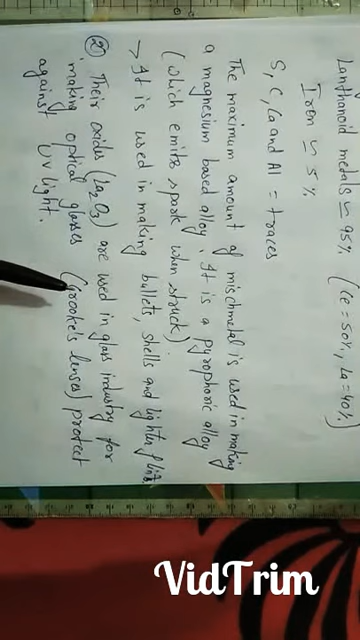 Lanthanoid metals ≃ 95% (Ce = 50%, La = 40%)
Iron ≃ 5%
S, C, Ca and Al = traces
The maximum amount of mischmetal is used in making
a magnesium based alloy. It is a pyrophoric alloy
(which emits spark when struck)
→ It is used in making bullets, shells and lighter flint
② Their oxides (La2O3) are used in glass industry for
making optical glasses (Crooke's lenses) protect
against UV light.
VidTrim